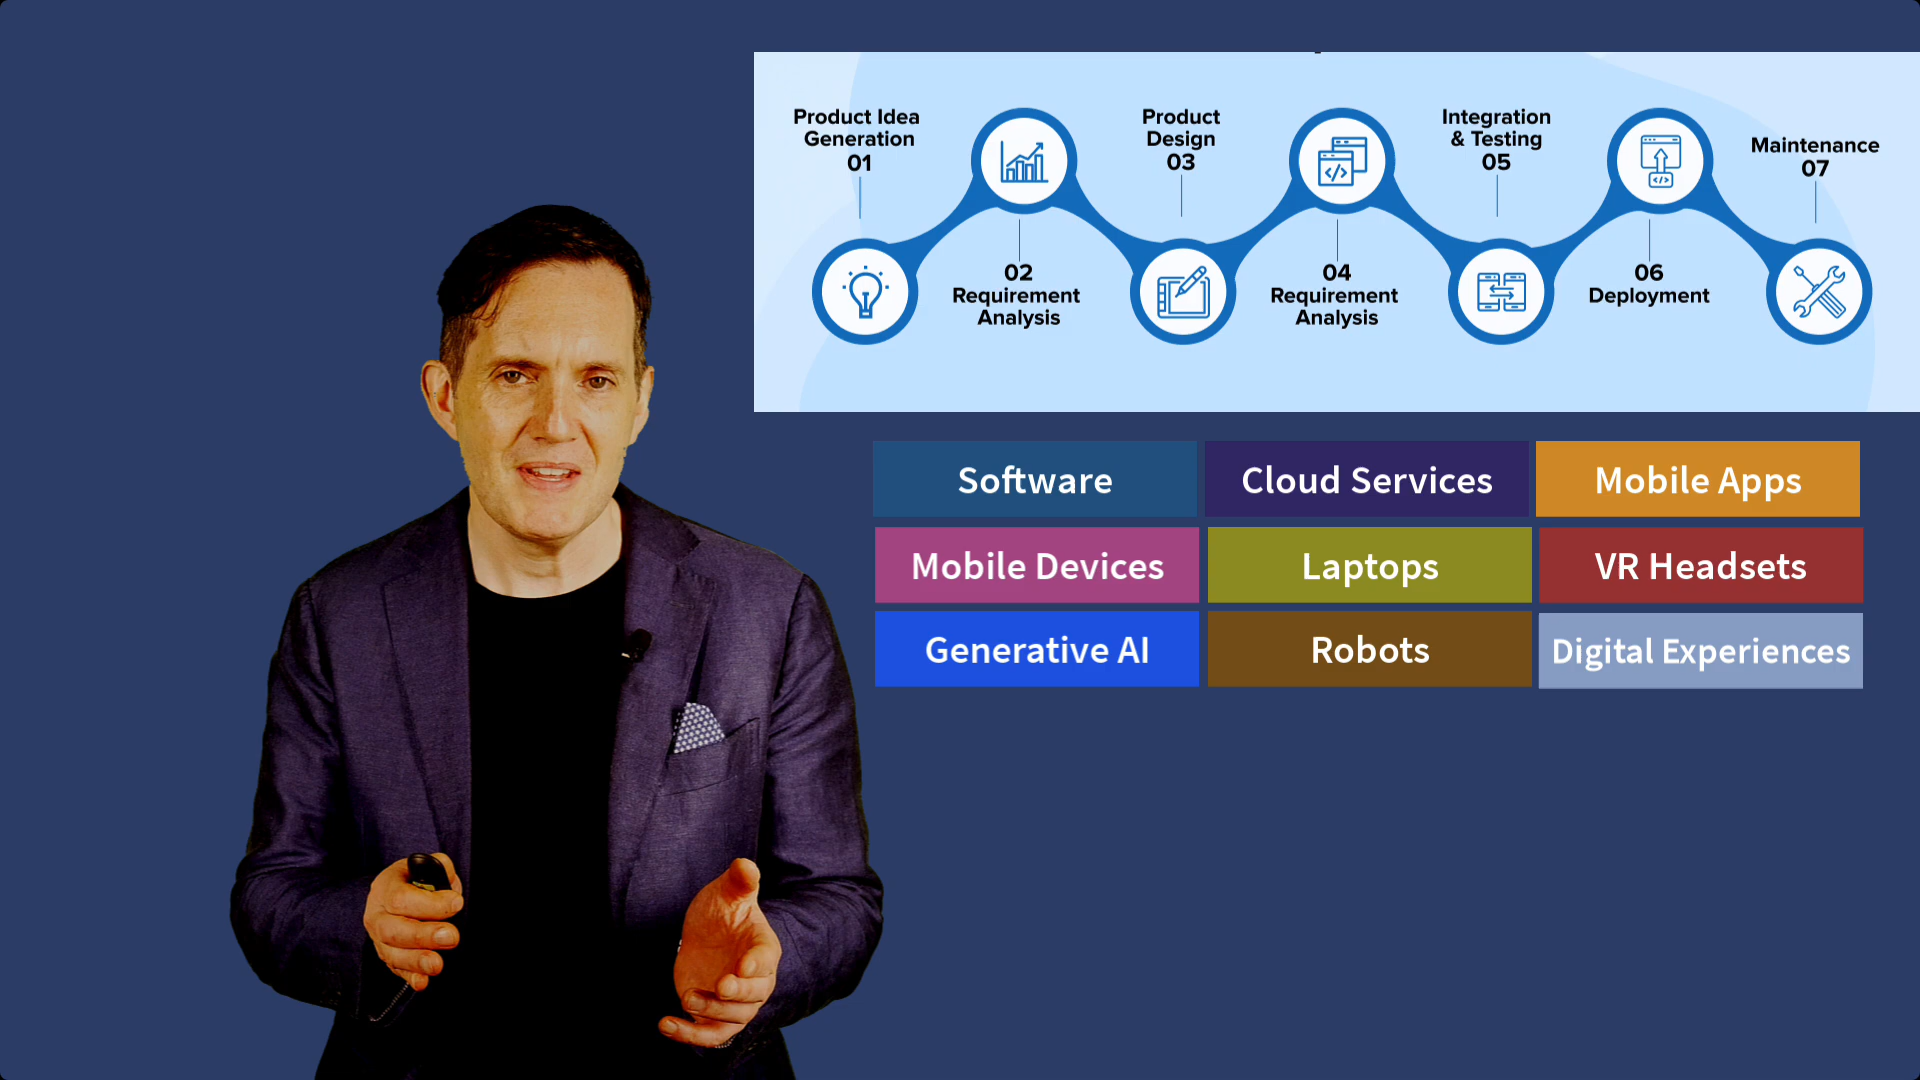 Product Idea
Generation
01
02
Requirement
Analysis
Product
Design
03
04
Requirement
Analysis
Integration
& Testing
05
06
Deployment
Maintenance
07
Software
Cloud Services
Mobile Apps
Mobile Devices
Laptops
VR Headsets
Generative AI
Robots
Digital Experiences